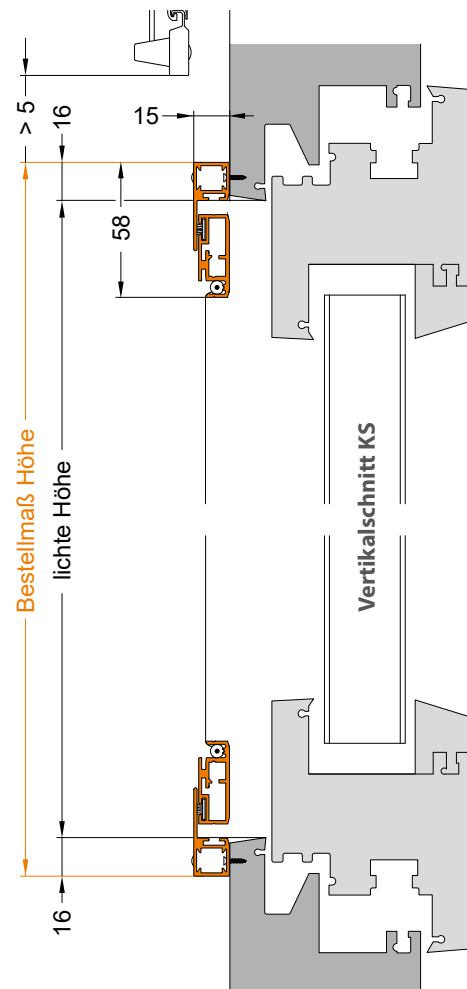 > 5
16
15
58
Bestellmaß Höhe
lichte Höhe
Vertikalschnitt KS
16